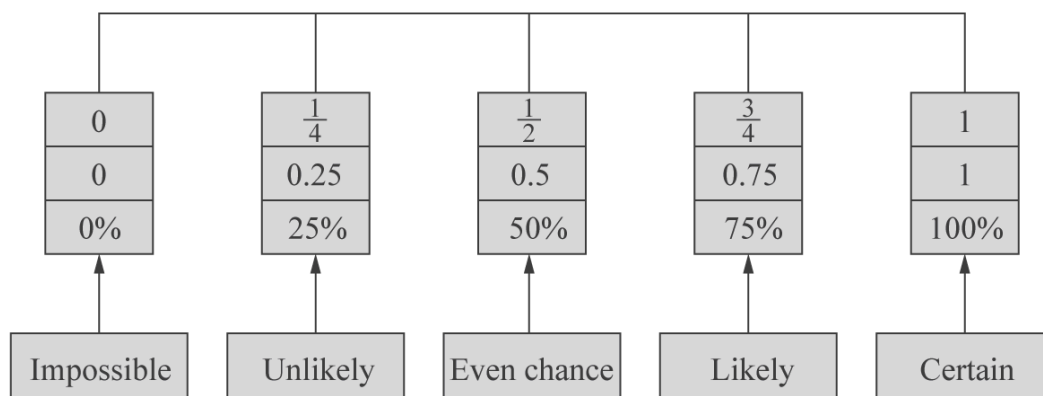 0 1/4 1/2 3/4 1
0 0.25 0.5 0.75 1
0% 25% 50% 75% 100%
Impossible Unlikely Even chance Likely Certain